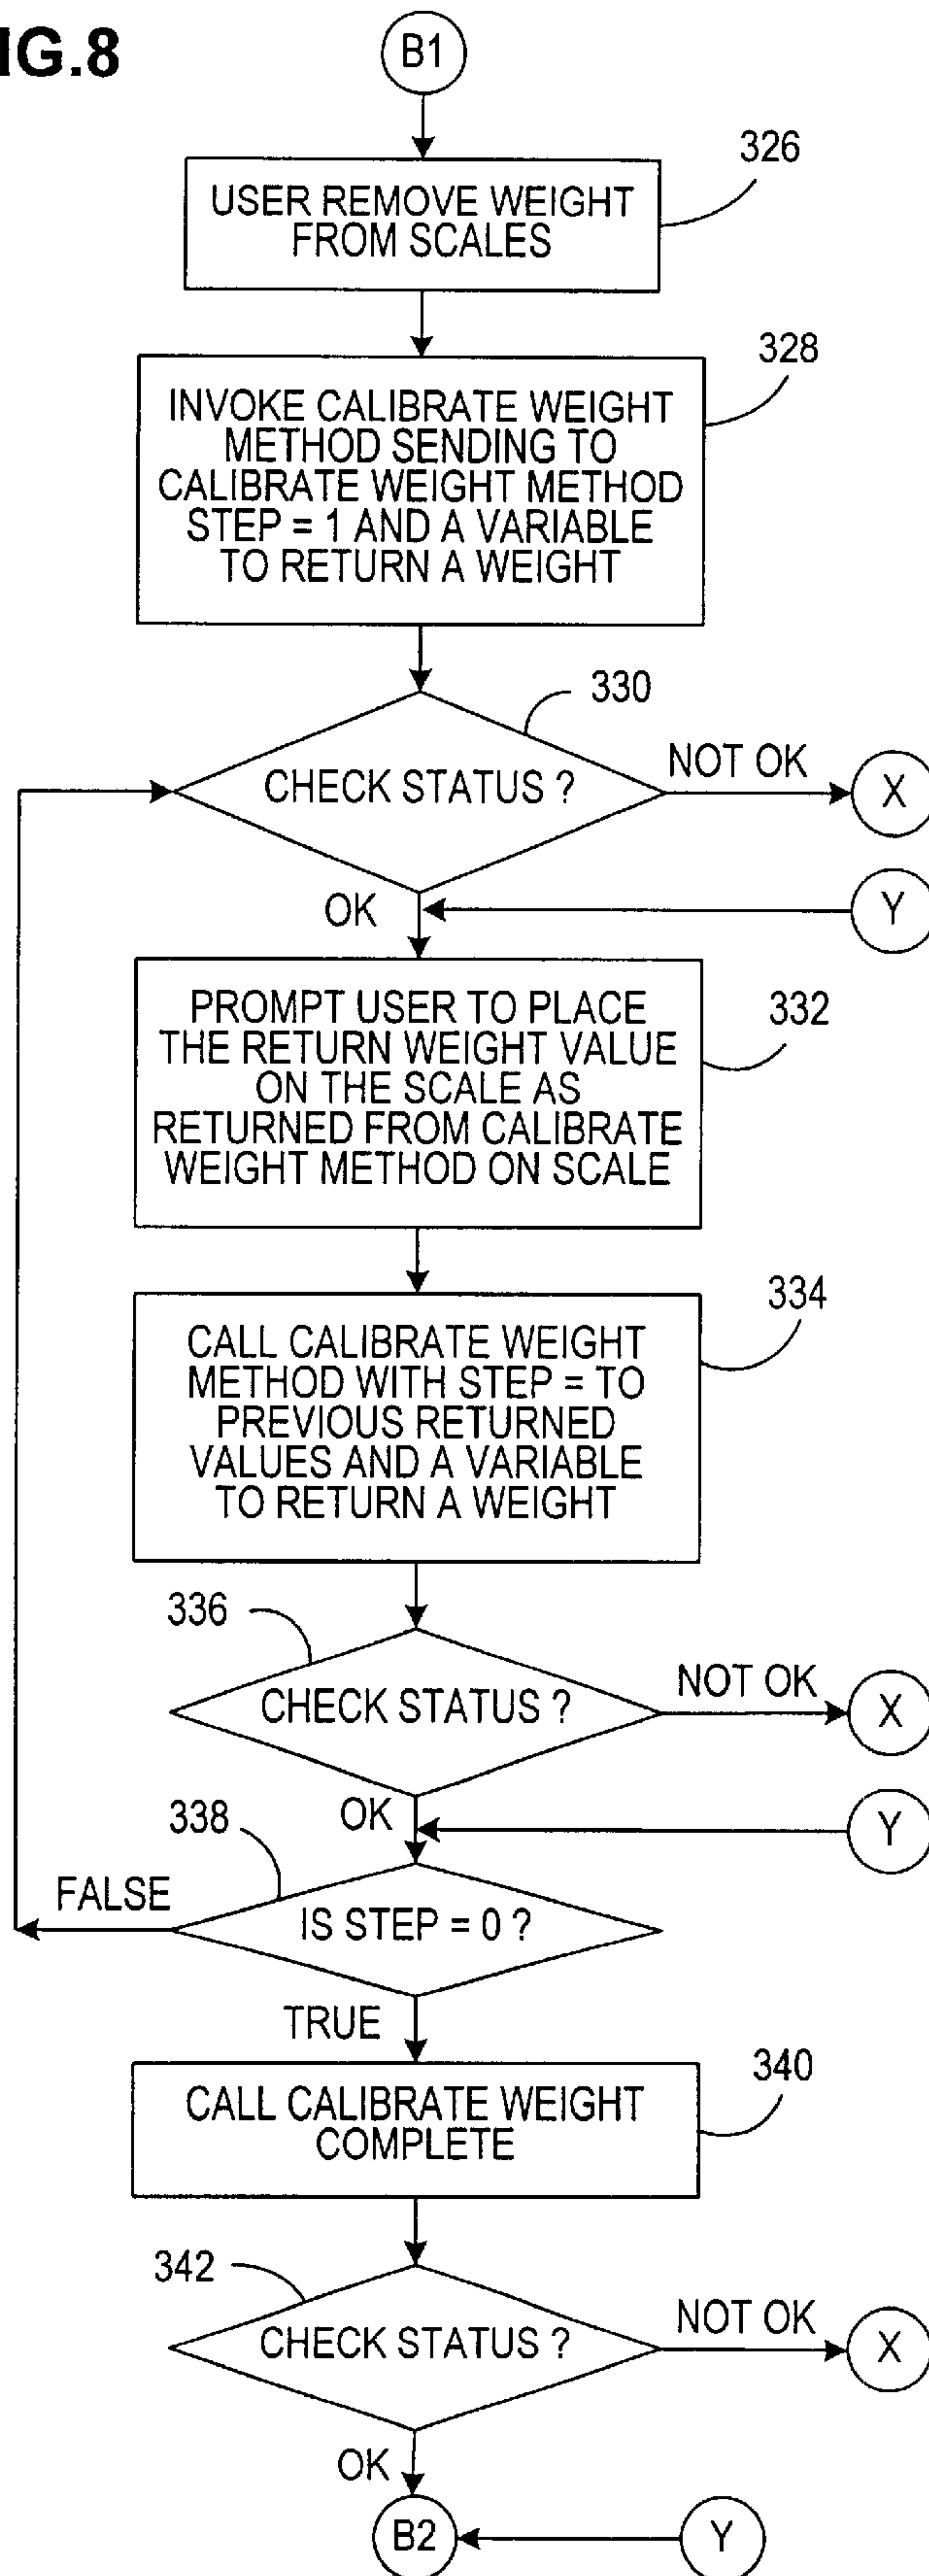 IG.8
B1
326
USER REMOVE WEIGHT
FROM SCALES
328
INVOKE CALIBRATE WEIGHT
METHOD SENDING TO
CALIBRATE WEIGHT METHOD
STEP = 1 AND A VARIABLE
TO RETURN A WEIGHT
330
CHECK STATUS ?
NOT OK
X
OK
Y
332
PROMPT USER TO PLACE
THE RETURN WEIGHT VALUE
ON THE SCALE AS
RETURNED FROM CALIBRATE
WEIGHT METHOD ON SCALE
334
CALL CALIBRATE WEIGHT
METHOD WITH STEP = TO
PREVIOUS RETURNED
VALUES AND A VARIABLE
TO RETURN A WEIGHT
336
CHECK STATUS ?
NOT OK
X
OK
Y
338
FALSE
IS STEP = 0 ?
TRUE
340
CALL CALIBRATE WEIGHT
COMPLETE
342
CHECK STATUS ?
NOT OK
X
OK
B2
Y